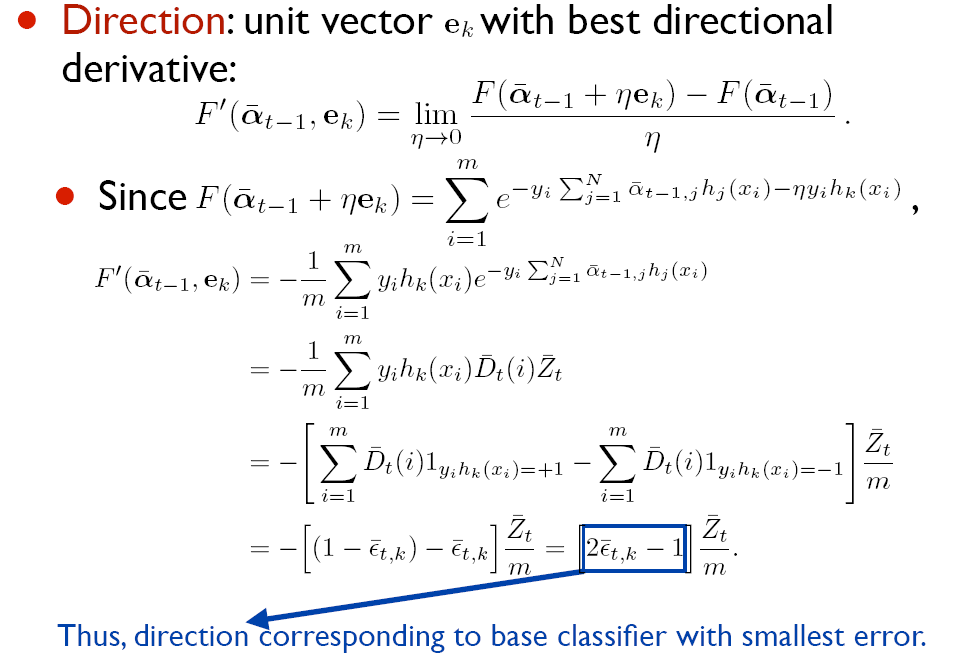 • Direction: unit vector $\mathbf{e}_k$ with best directional
derivative:
$F'(\bar{\boldsymbol{\alpha}}_{t-1}, \mathbf{e}_k) = \lim_{\eta \to 0} \frac{F(\bar{\boldsymbol{\alpha}}_{t-1} + \eta \mathbf{e}_k) - F(\bar{\boldsymbol{\alpha}}_{t-1})}{\eta}.$
• Since $F(\bar{\boldsymbol{\alpha}}_{t-1} + \eta \mathbf{e}_k) = \sum_{i=1}^{m} e^{-y_i \sum_{j=1}^{N} \bar{\alpha}_{t-1,j} h_j(x_i) - \eta y_i h_k(x_i)}$,
$F'(\bar{\boldsymbol{\alpha}}_{t-1}, \mathbf{e}_k) = -\frac{1}{m} \sum_{i=1}^{m} y_i h_k(x_i) e^{-y_i \sum_{j=1}^{N} \bar{\alpha}_{t-1,j} h_j(x_i)}$
$= -\frac{1}{m} \sum_{i=1}^{m} y_i h_k(x_i) \bar{D}_t(i) \bar{Z}_t$
$= -\left[ \sum_{i=1}^{m} \bar{D}_t(i) 1_{y_i h_k(x_i)=+1} - \sum_{i=1}^{m} \bar{D}_t(i) 1_{y_i h_k(x_i)=-1} \right] \frac{\bar{Z}_t}{m}$
$= -\left[ (1 - \bar{\epsilon}_{t,k}) - \bar{\epsilon}_{t,k} \right] \frac{\bar{Z}_t}{m} = \left[ 2\bar{\epsilon}_{t,k} - 1 \right] \frac{\bar{Z}_t}{m}.$
Thus, direction corresponding to base classifier with smallest error.